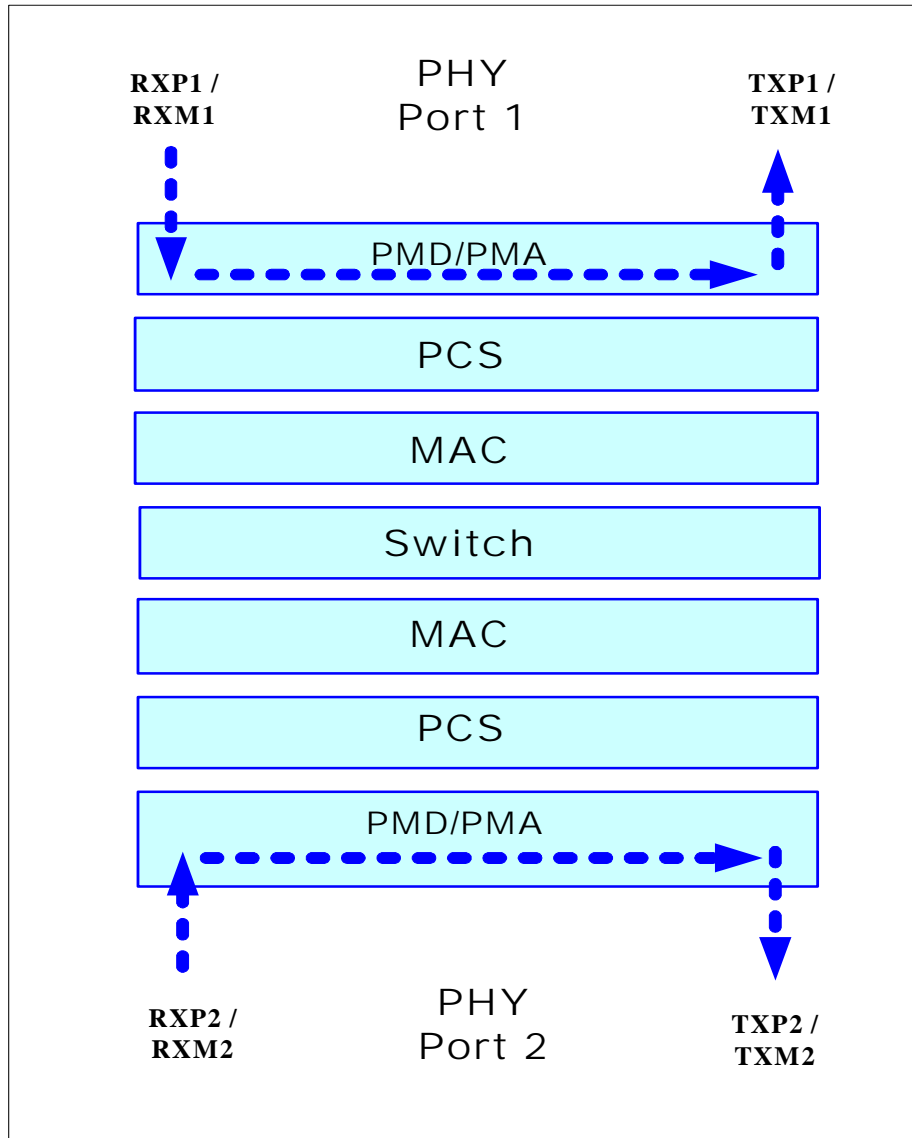 RXP1 /
RXM1
PHY
Port 1
TXP1 /
TXM1
PMD/PMA
PCS
MAC
Switch
MAC
PCS
PMD/PMA
RXP2 /
RXM2
PHY
Port 2
TXP2 /
TXM2